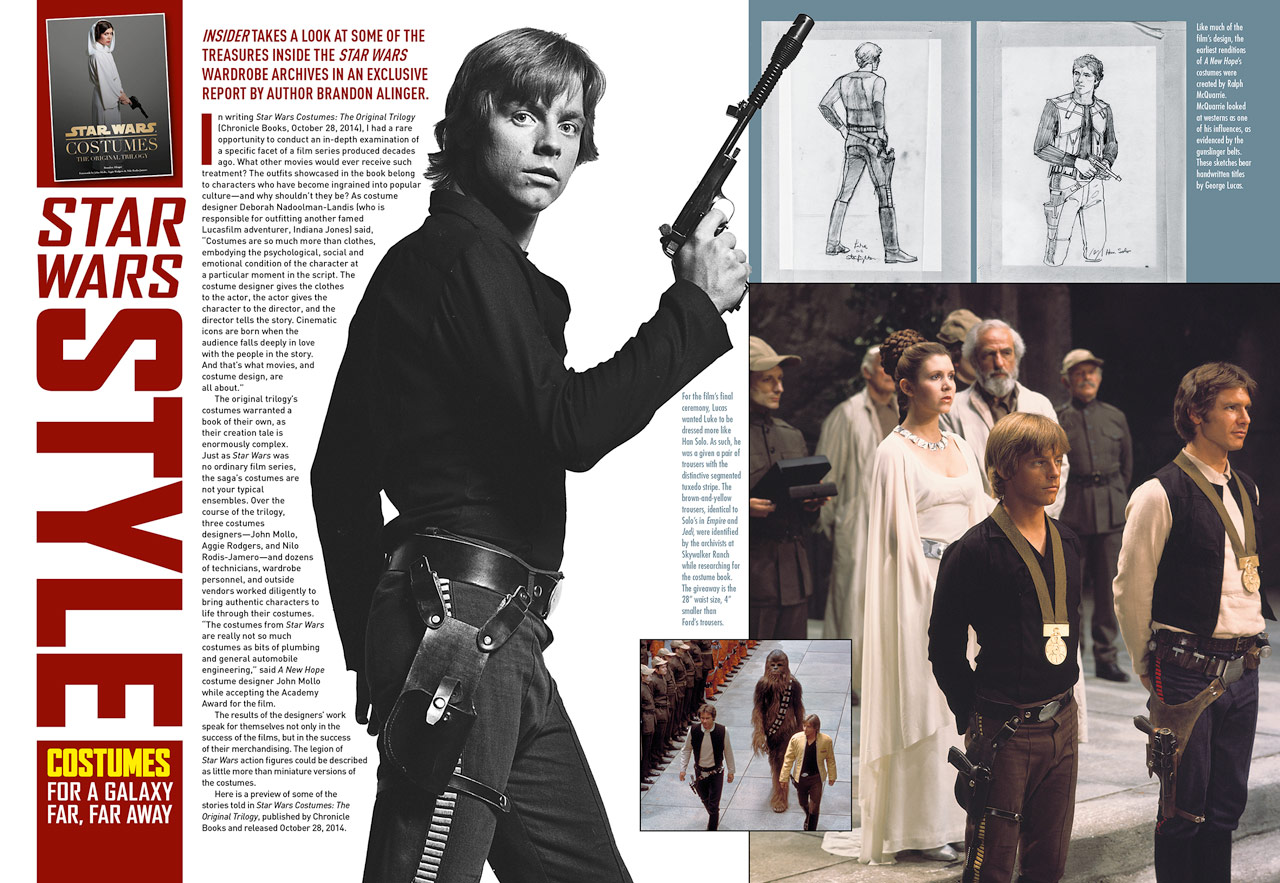 STAR WARS
COSTUMES
THE ORIGINAL TRILOGY
STAR
WARS
STYLE
COSTUMES
FOR A GALAXY
FAR, FAR AWAY
INSIDER TAKES A LOOK AT SOME OF THE
TREASURES INSIDE THE STAR WARS
WARDROBE ARCHIVES IN AN EXCLUSIVE
REPORT BY AUTHOR BRANDON ALINGER.
In writing Star Wars Costumes: The Original Trilogy
(Chronicle Books, October 28, 2014), I had a rare
opportunity to conduct an in-depth examination of
a specific facet of a film series produced decades
ago. What other movies would ever receive such
treatment? The outfits showcased in the book belong
to characters who have become ingrained into popular
culture—and why shouldn't they be? As costume
designer Deborah Nadoolman-Landis (who is
responsible for outfitting another famed
Lucasfilm adventurer, Indiana Jones) said,
"Costumes are so much more than clothes,
embodying the psychological, social and
emotional condition of the character at
a particular moment in the script. The
costume designer gives the clothes
to the actor, the actor gives the
character to the director, and the
director tells the story. Cinematic
icons are born when the
audience falls deeply in love
with the people in the story.
And that's what movies, and
costume design, are
all about."
The original trilogy's
costumes warranted a
book of their own, as
their creation tale is
enormously complex.
Just as Star Wars was
no ordinary film series,
the saga's costumes are
not your typical
ensembles. Over the
course of the trilogy,
three costumes
designers—John Mollo,
Aggie Rodgers, and Nilo
Rodis-Jamero—and dozens
of technicians, wardrobe
personnel, and outside
vendors worked diligently to
bring authentic characters to
life through their costumes.
"The costumes from Star Wars
are really not so much
costumes as bits of plumbing
and general automobile
engineering," said A New Hope
costume designer John Mollo
while accepting the Academy
Award for the film.
The results of the designers' work
speak for themselves not only in the
success of the films, but in the success
of their merchandising. The legion of
Star Wars action figures could be described
as little more than miniature versions of
the costumes.
Here is a preview of some of the
stories told in Star Wars Costumes: The
Original Trilogy, published by Chronicle
Books and released October 28, 2014.
For the film's final
ceremony, Lucas
wanted Luke to be
dressed more like
Han Solo. As such, he
was a given a pair of
trousers with the
distinctive segmented
tuxedo stripe. The
brown-and-yellow
trousers, identical to
Solo's in Empire and
Jedi, were identified
by the archivists at
Skywalker Ranch
while researching for
the costume book.
The giveaway is the
28" waist size, 4"
smaller than
Ford's trousers.
Luke
Han Solo
Like much of the
film's design, the
earliest renditions
of A New Hope's
costumes were
created by Ralph
McQuarrie.
McQuarrie looked
at westerns as one
of his influences, as
evidenced by the
gunslinger belts.
These sketches bear
handwritten titles
by George Lucas.